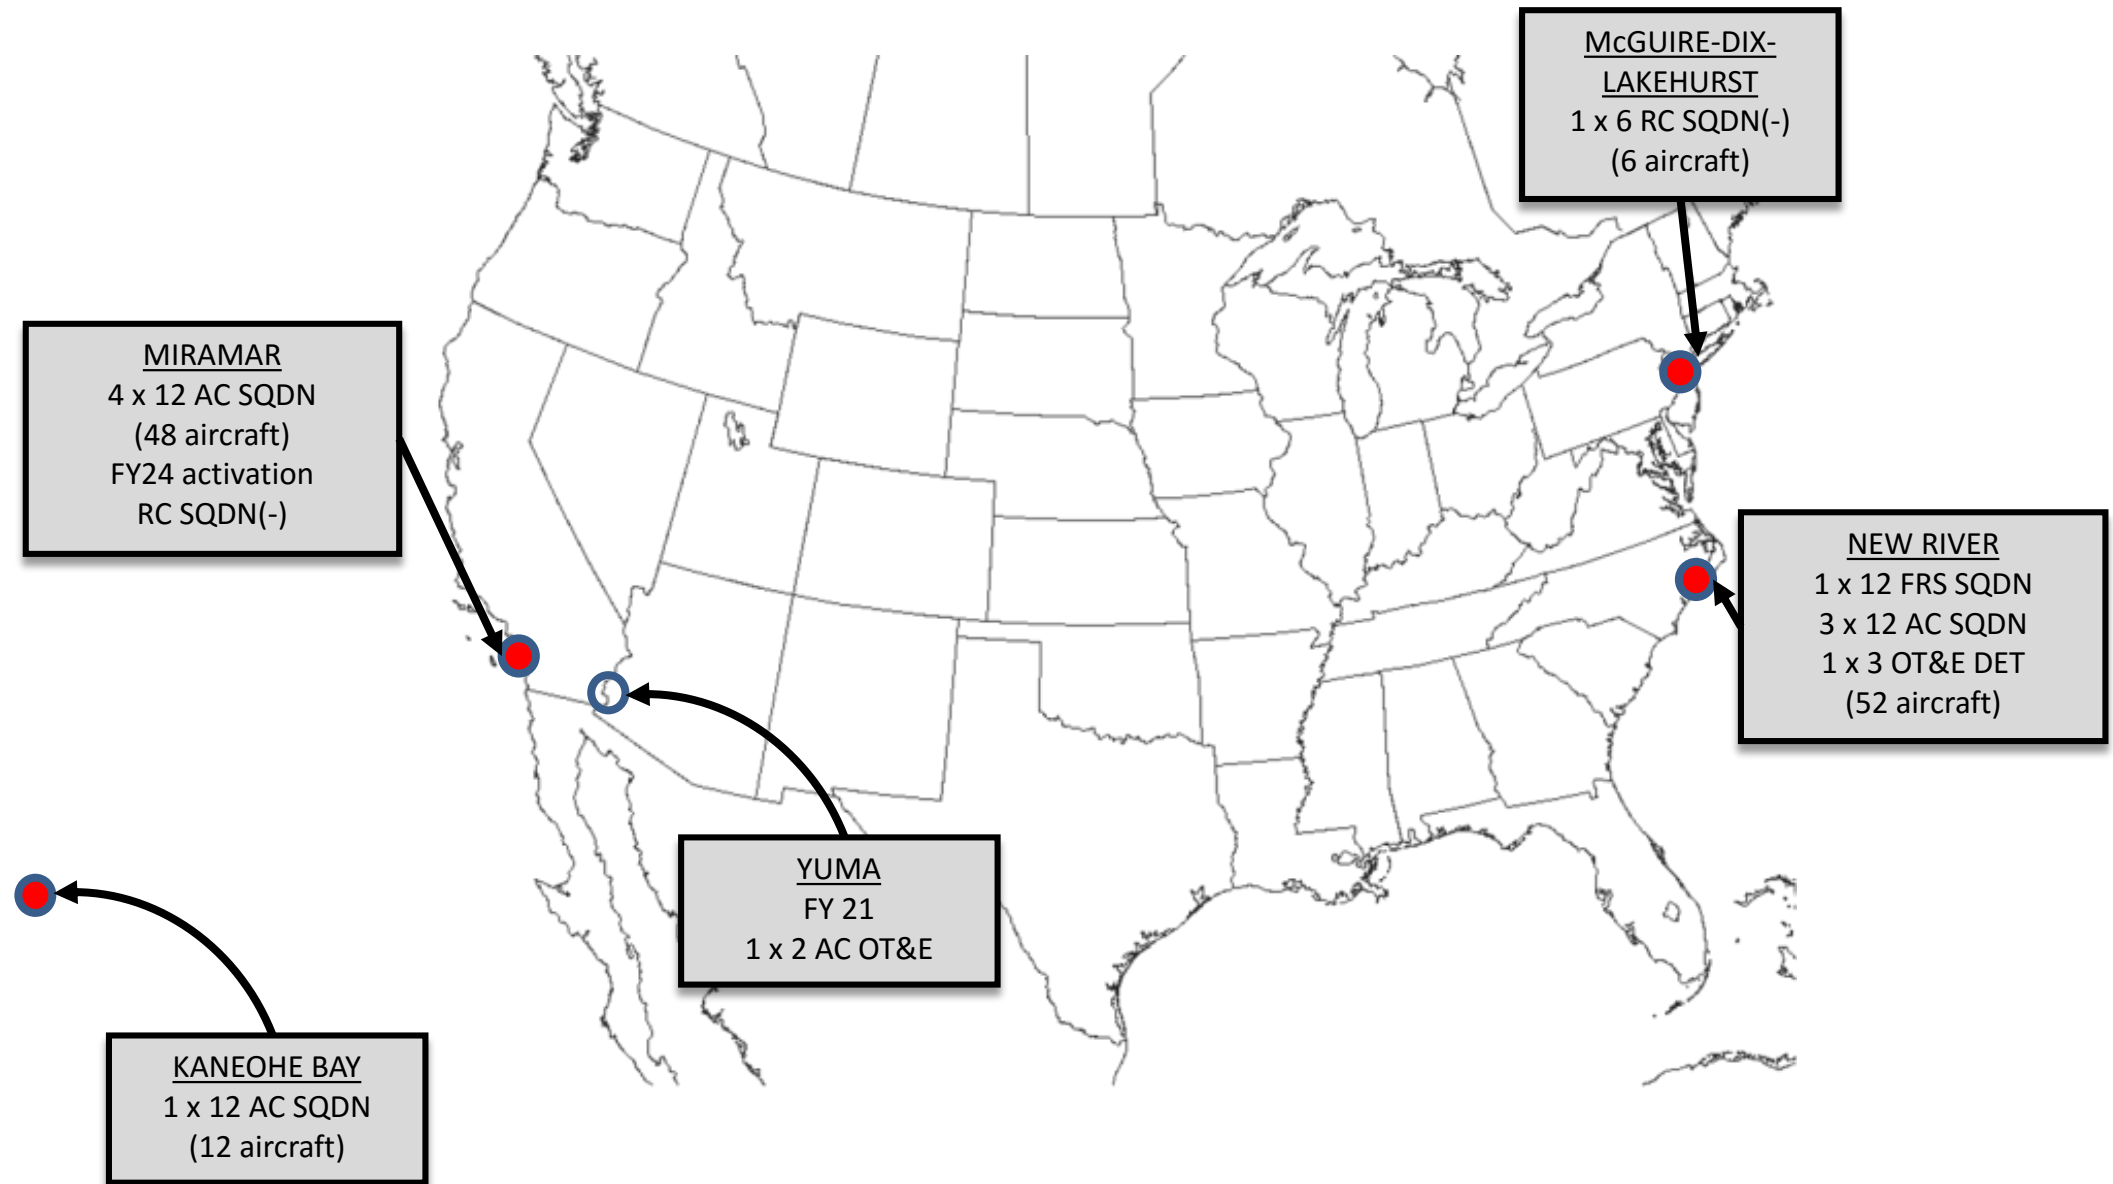 McGUIRE-DIX-
LAKEHURST
1 x 6 RC SQDN(-)
(6 aircraft)
MIRAMAR
4 x 12 AC SQDN
(48 aircraft)
FY24 activation
RC SQDN(-)
NEW RIVER
1 x 12 FRS SQDN
3 x 12 AC SQDN
1 x 3 OT&E DET
(52 aircraft)
YUMA
FY 21
1 x 2 AC OT&E
KANEOHE BAY
1 x 12 AC SQDN
(12 aircraft)